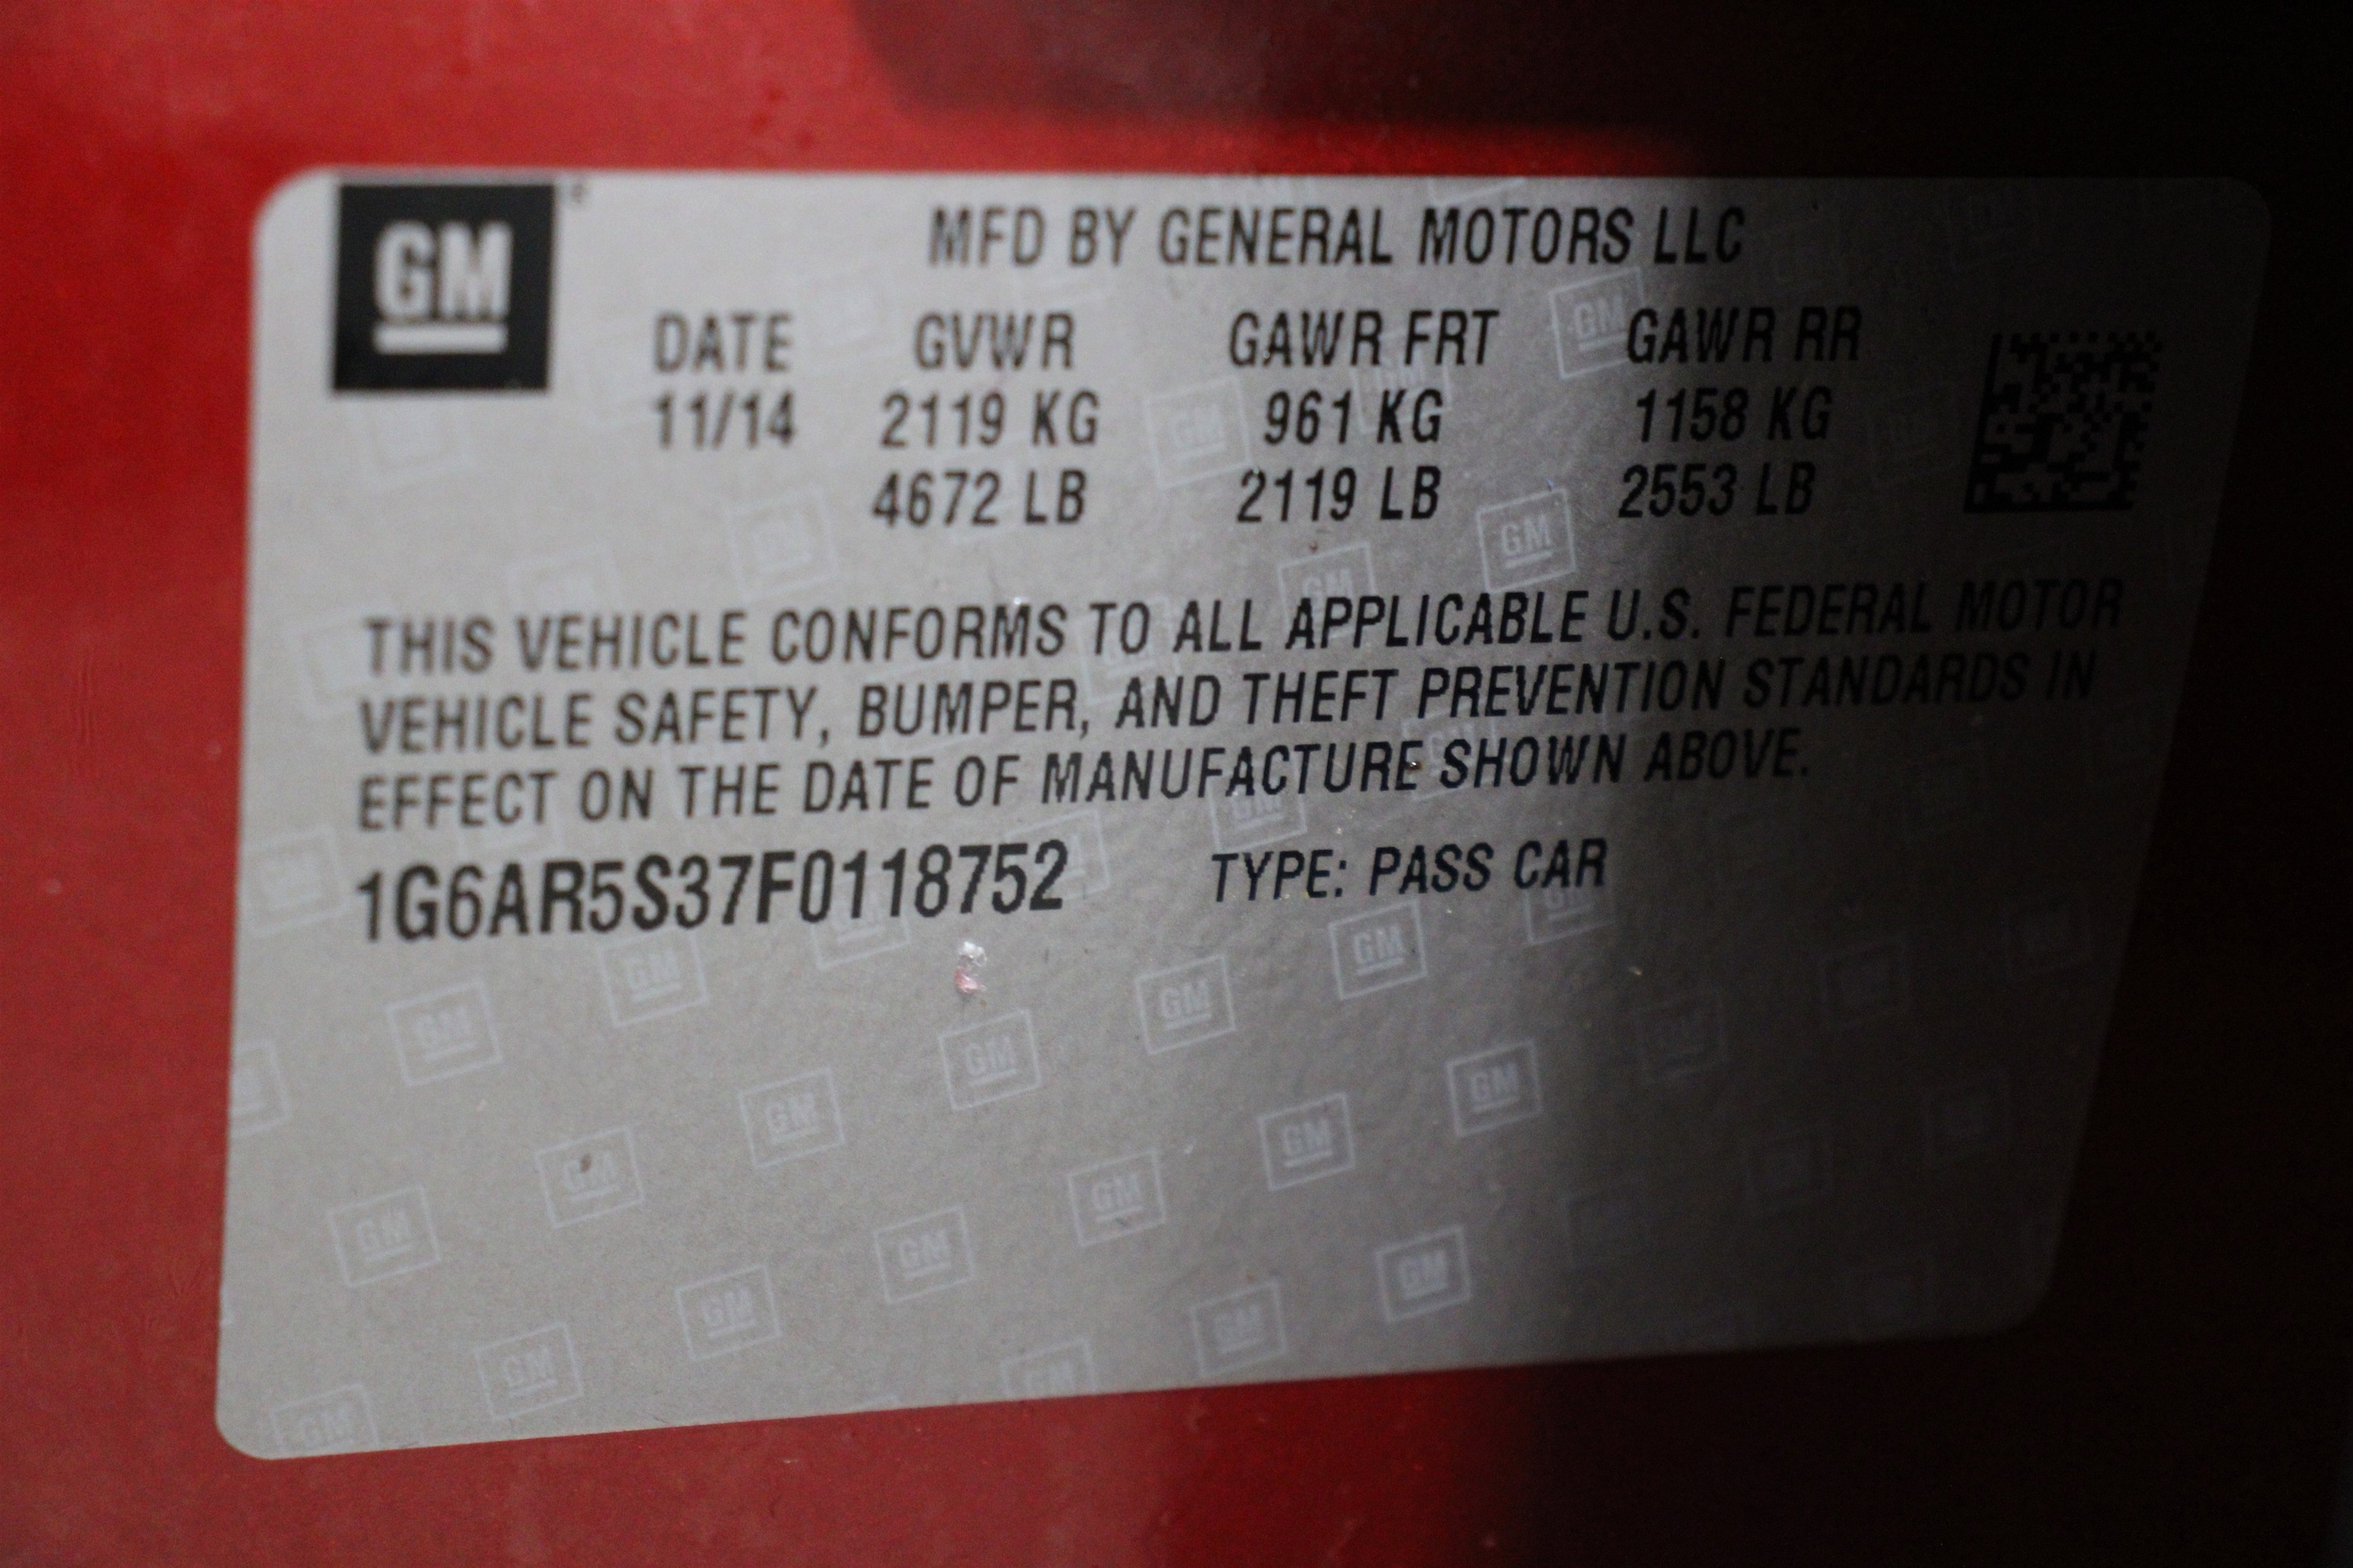 GM
MFD BY GENERAL MOTORS LLC
DATE GVWR GAWR FRT GAWR RR
11/14 2119 KG 961 KG 1158 KG
4672 LB 2119 LB 2553 LB
THIS VEHICLE CONFORMS TO ALL APPLICABLE U.S. FEDERAL MOTOR
VEHICLE SAFETY, BUMPER, AND THEFT PREVENTION STANDARDS IN
EFFECT ON THE DATE OF MANUFACTURE SHOWN ABOVE.
1G6AR5S37F0118752 TYPE: PASS CAR